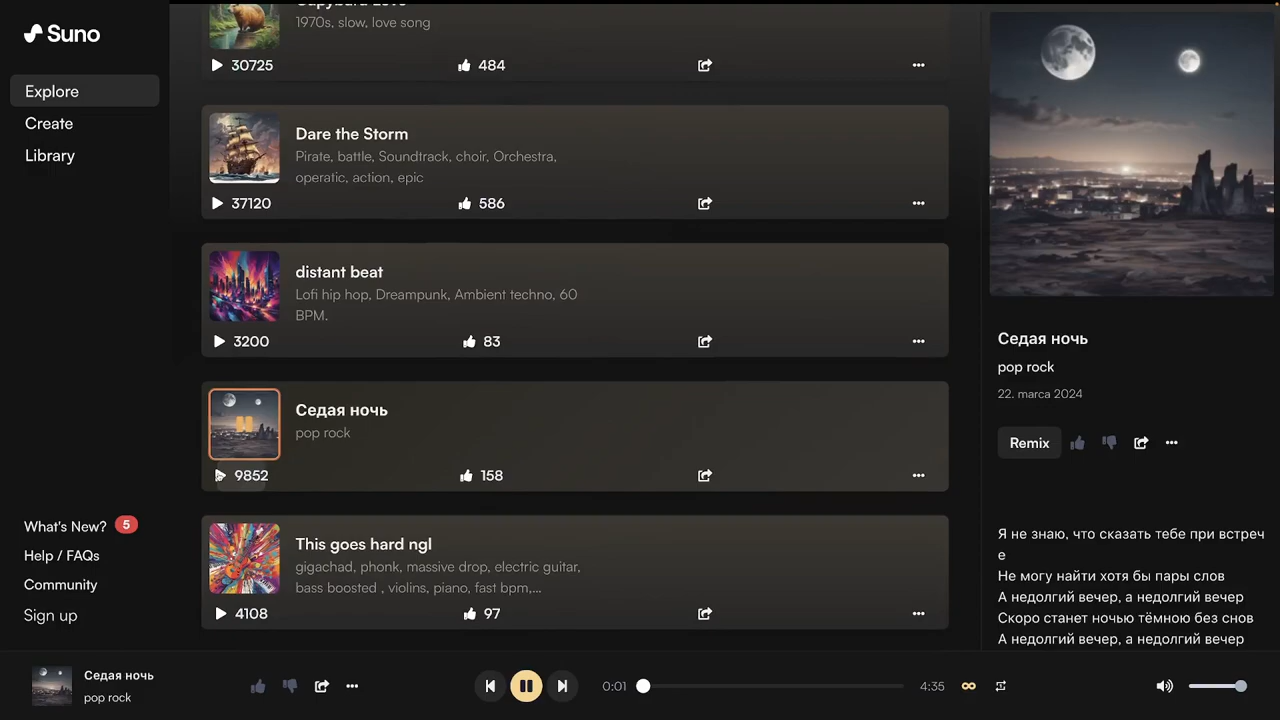 Suno
Explore
Create
Library
What's New? 5
Help / FAQs
Community
Sign up
1970s, slow, love song
30725 484
Dare the Storm
Pirate, battle, Soundtrack, choir, Orchestra,
operatic, action, epic
37120 586
distant beat
Lofi hip hop, Dreampunk, Ambient techno, 60
BPM.
3200 83
Седая ночь
pop rock
9852 158
This goes hard ngl
gigachad, phonk, massive drop, electric guitar,
bass boosted , violins, piano, fast bpm,...
4108 97
Седая ночь
pop rock
22. marca 2024
Remix
Я не знаю, что сказать тебе при встреч
е
Не могу найти хотя бы пары слов
А недолгий вечер, а недолгий вечер
Скоро станет ночью тёмною без снов
А недолгий вечер, а недолгий вечер
Седая ночь
pop rock
0:01 4:35